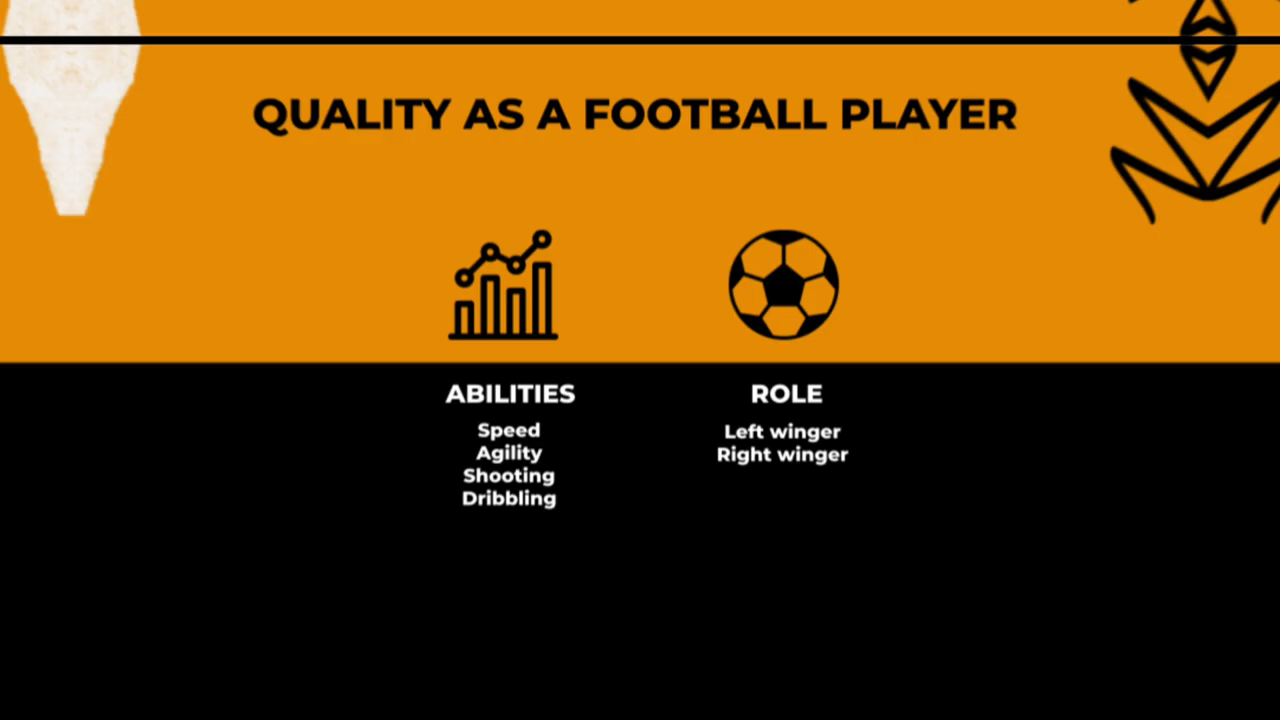 QUALITY AS A FOOTBALL PLAYER
ABILITIES
Speed
Agility
Shooting
Dribbling
ROLE
Left winger
Right winger